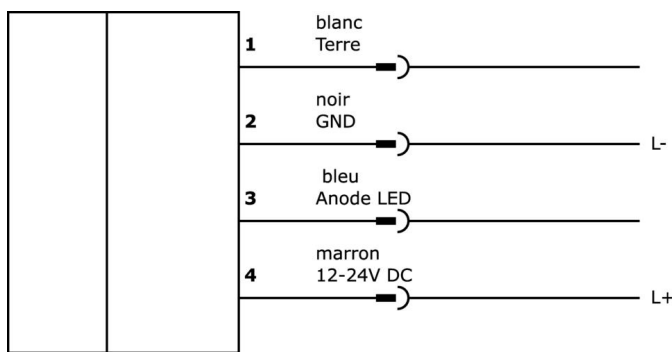 blanc
1 Terre
noir
2 GND
L-
bleu
3 Anode LED
marron
4 12-24V DC
L+